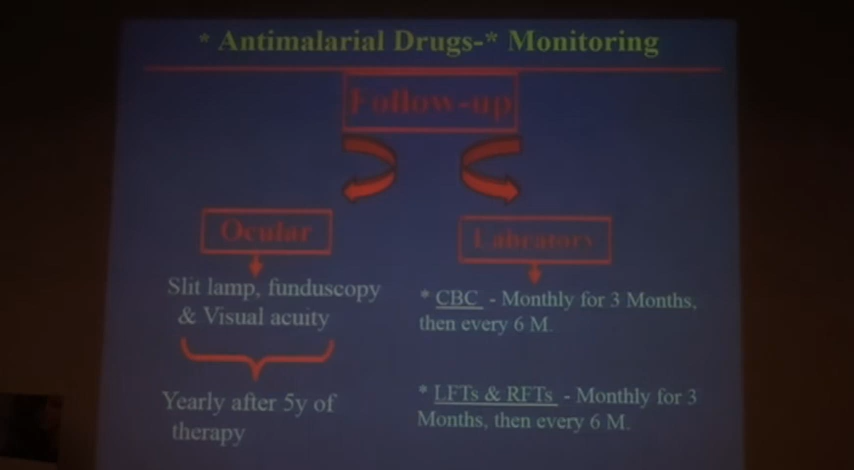 * Antimalarial Drugs-* Monitoring
Follow-up
Ocular
Labratory
Slit lamp, funduscopy
& Visual acuity
Yearly after 5y of
therapy
* CBC - Monthly for 3 Months,
then every 6 M.
* LFTs & RFTs - Monthly for 3
Months, then every 6 M.